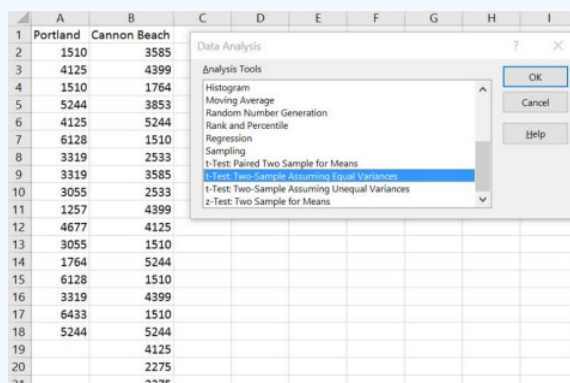 A B C D E F G H I
1 Portland Cannon Beach
2 1510 3585
3 4125 4399
4 1510 1764
5 5244 3853
6 4125 5244
7 6128 1510
8 3319 2533
9 3319 3585
10 3055 2533
11 1257 4399
12 4677 4125
13 3055 1510
14 1764 5244
15 6128 1510
16 3319 4399
17 6433 1510
18 5244 5244
19 4125
20 2275
Data Analysis ?
Analysis Tools
Histogram
Moving Average
Random Number Generation
Rank and Percentile
Regression
Sampling
t-Test: Paired Two Sample for Means
t-Test: Two-Sample Assuming Equal Variances
t-Test: Two-Sample Assuming Unequal Variances
z-Test: Two Sample for Means
OK
Cancel
Help